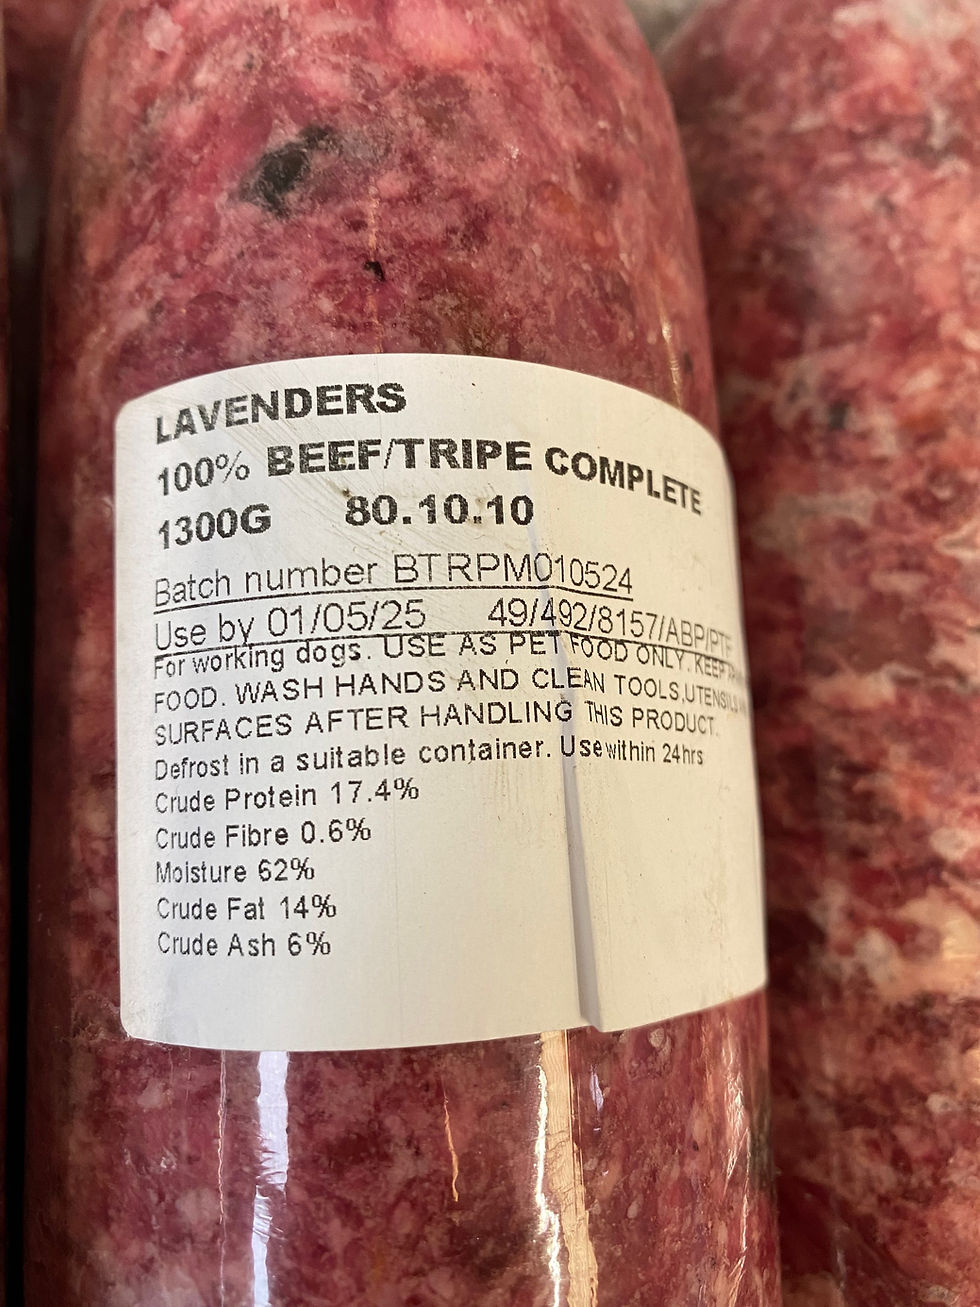 LAVENDERS
100% BEEF/TRIPE COMPLETE
1300G 80.10.10
Batch number BTRPM010524
Use by 01/05/25 49/492/8157/ABP/PTF
For working dogs. USE AS PET FOOD ONLY. KEEP
FOOD. WASH HANDS AND CLEAN TOOLS,UTENSILS
SURFACES AFTER HANDLING THIS PRODUCT.
Defrost in a suitable container. Use within 24hrs
Crude Protein 17.4%
Crude Fibre 0.6%
Moisture 62%
Crude Fat 14%
Crude Ash 6%